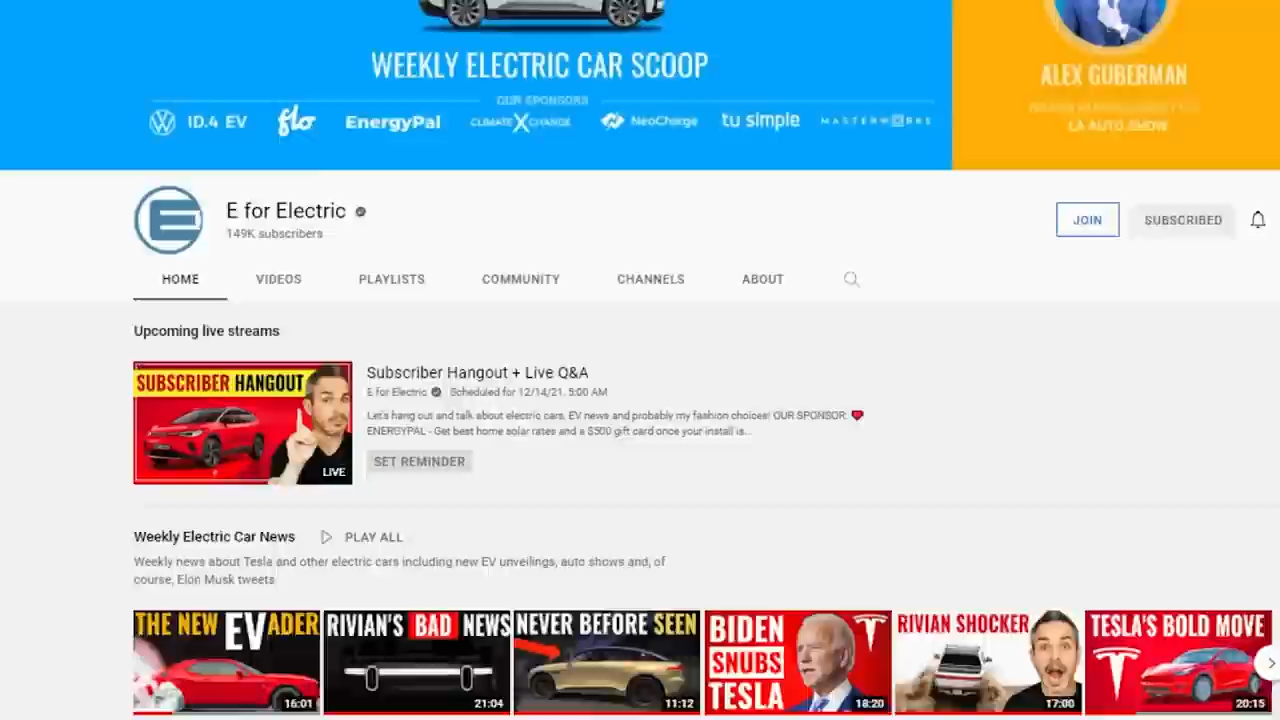 WEEKLY ELECTRIC CAR SCOOP
OUR SPONSORS
ID.4 EV flo EnergyPal CLIMATE XCHANGE NeoCharge tu simple MASTERWORKS
ALEX GUBERMAN
LA AUTO SHOW
E for Electric
149K subscribers
JOIN SUBSCRIBED
HOME VIDEOS PLAYLISTS COMMUNITY CHANNELS ABOUT
Upcoming live streams
SUBSCRIBER HANGOUT
LIVE
Subscriber Hangout + Live Q&A
E for Electric Scheduled for 12/14/21, 5:00 AM
Let's hang out and talk about electric cars, EV news and probably my fashion choices! OUR SPONSOR:
ENERGYPAL - Get best home solar rates and a $500 gift card once your install is...
SET REMINDER
Weekly Electric Car News PLAY ALL
Weekly news about Tesla and other electric cars including new EV unveilings, auto shows and, of
course, Elon Musk tweets
THE NEW EVADER
16:01
RIVIAN'S BAD NEWS
21:04
NEVER BEFORE SEEN
11:12
BIDEN
SNUBS
TESLA
18:20
RIVIAN SHOCKER
17:00
TESLA'S BOLD MOVE
20:15